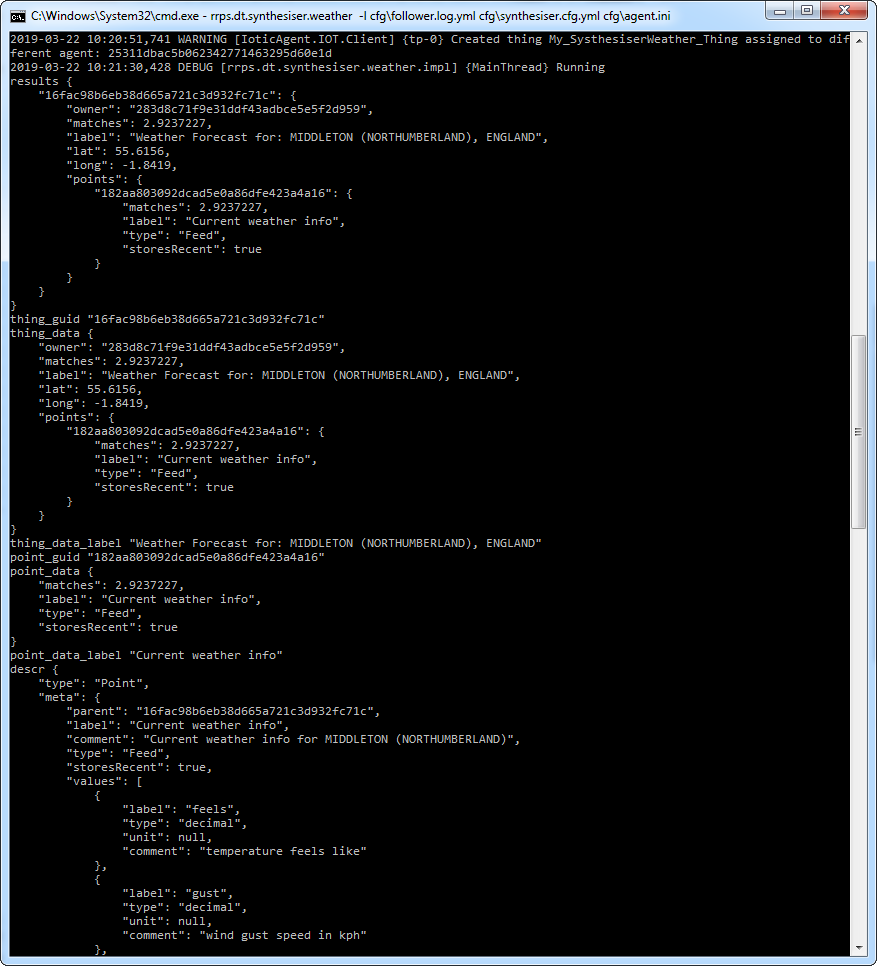 C:\Windows\System32\cmd.exe - rrps.dt.synthesiser.weather  -l cfg\follower.log.yml cfg\synthesiser.cfg.yml cfg\agent.ini
2019-03-22 10:20:51,741 WARNING [IoticAgent.IOT.Client] {tp-0} Created thing My_SysthesiserWeather_Thing assigned to dif
ferent agent: 25311dbac5b062342771463295d60e1d
2019-03-22 10:21:30,428 DEBUG [rrps.dt.synthesiser.weather.impl] {MainThread} Running
results {
    "16fac98b6eb38d665a721c3d932fc71c": {
        "owner": "283d8c71f9e31ddf43adbce5e5f2d959",
        "matches": 2.9237227,
        "label": "Weather Forecast for: MIDDLETON (NORTHUMBERLAND), ENGLAND",
        "lat": 55.6156,
        "long": -1.8419,
        "points": {
            "182aa803092dcad5e0a86dfe423a4a16": {
                "matches": 2.9237227,
                "label": "Current weather info",
                "type": "Feed",
                "storesRecent": true
            }
        }
    }
}
thing_guid "16fac98b6eb38d665a721c3d932fc71c"
thing_data {
    "owner": "283d8c71f9e31ddf43adbce5e5f2d959",
    "matches": 2.9237227,
    "label": "Weather Forecast for: MIDDLETON (NORTHUMBERLAND), ENGLAND",
    "lat": 55.6156,
    "long": -1.8419,
    "points": {
        "182aa803092dcad5e0a86dfe423a4a16": {
            "matches": 2.9237227,
            "label": "Current weather info",
            "type": "Feed",
            "storesRecent": true
        }
    }
}
thing_data_label "Weather Forecast for: MIDDLETON (NORTHUMBERLAND), ENGLAND"
point_guid "182aa803092dcad5e0a86dfe423a4a16"
point_data {
    "matches": 2.9237227,
    "label": "Current weather info",
    "type": "Feed",
    "storesRecent": true
}
point_data_label "Current weather info"
descr {
    "type": "Point",
    "meta": {
        "parent": "16fac98b6eb38d665a721c3d932fc71c",
        "label": "Current weather info",
        "comment": "Current weather info for MIDDLETON (NORTHUMBERLAND)",
        "type": "Feed",
        "storesRecent": true,
        "values": [
            {
                "label": "feels",
                "type": "decimal",
                "unit": null,
                "comment": "temperature feels like"
            },
            {
                "label": "gust",
                "type": "decimal",
                "unit": null,
                "comment": "wind gust speed in kph"
            },